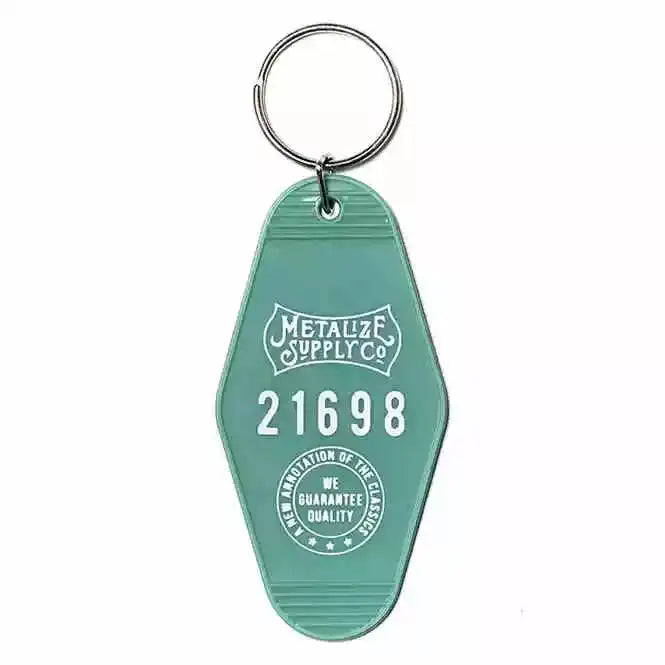 METALIZE
SUPPLY CO
21698
A NEW ANNOTATION OF THE CLASSICS
WE
GUARANTEE
QUALITY